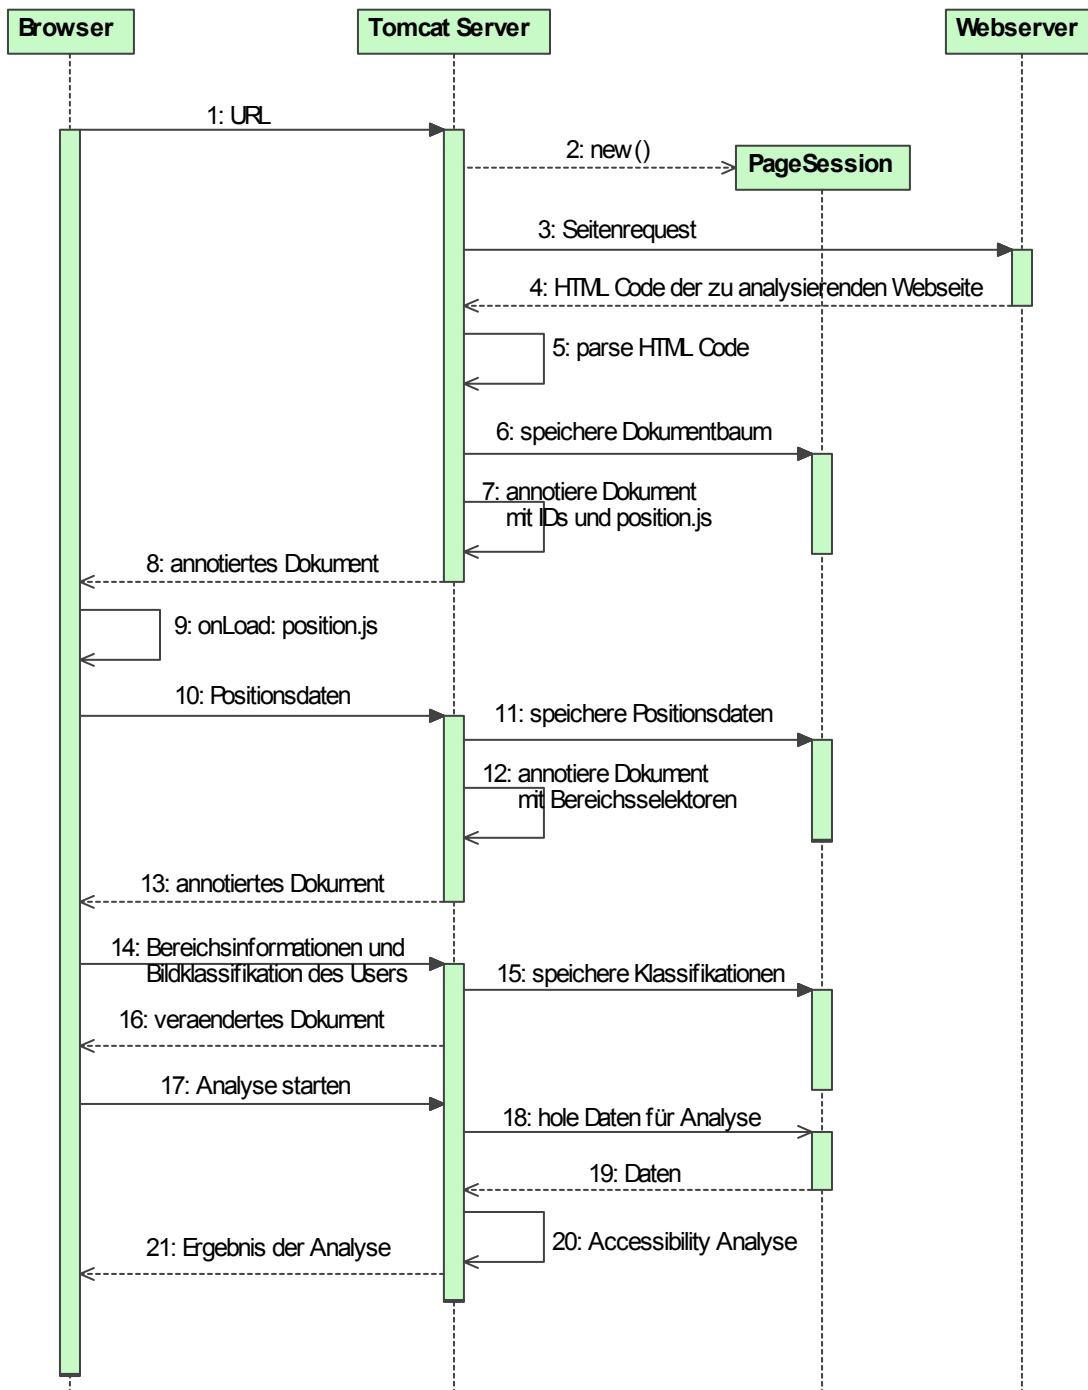 Browser
Tomcat Server
Webserver
1: URL
2: new()
PageSession
3: Seitenrequest
4: HTML Code der zu analysierenden Webseite
5: parse HTML Code
6: speichere Dokumentbaum
7: annotiere Dokument
mit IDs und position.js
8: annotiertes Dokument
9: onLoad: position.js
10: Positionsdaten
11: speichere Positionsdaten
12: annotiere Dokument
mit Bereichsselektoren
13: annotiertes Dokument
14: Bereichsinformationen und
Bildklassifikation des Users
15: speichere Klassifikationen
16: veraendertes Dokument
17: Analyse starten
18: hole Daten für Analyse
19: Daten
20: Accessibility Analyse
21: Ergebnis der Analyse